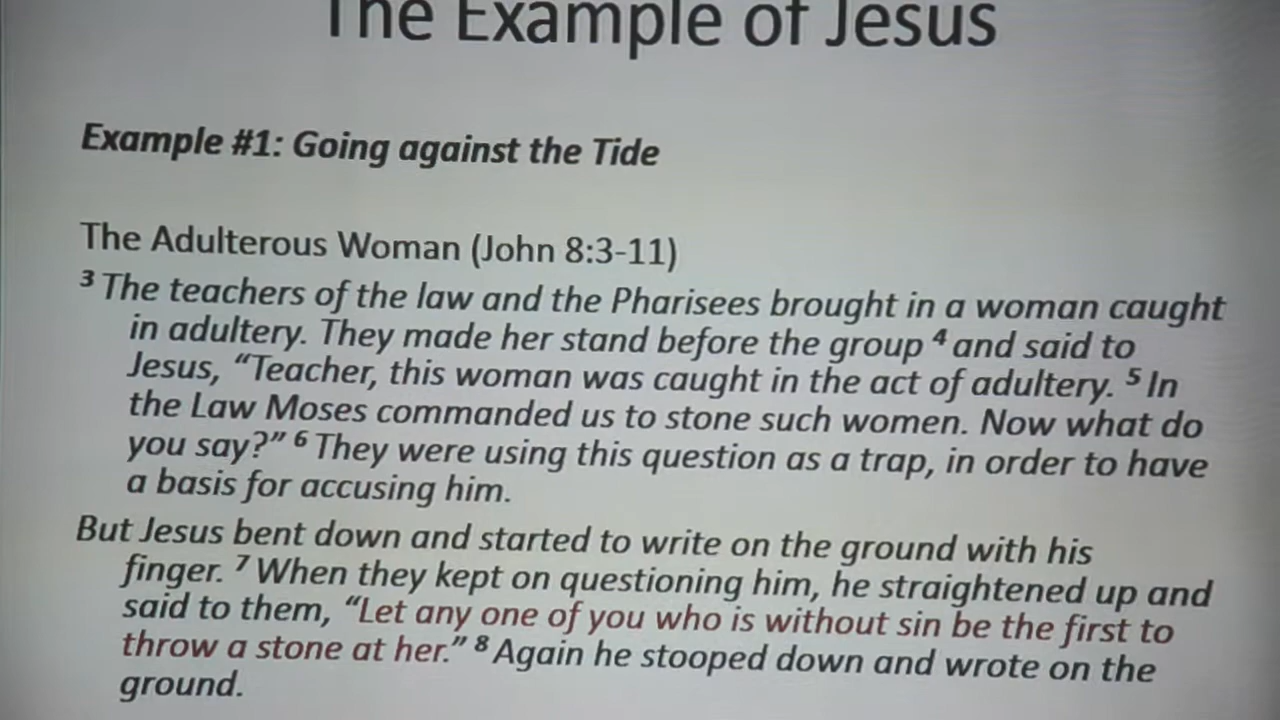 The Example of Jesus
Example #1: Going against the Tide
The Adulterous Woman (John 8:3-11)
³ The teachers of the law and the Pharisees brought in a woman caught
in adultery. They made her stand before the group ⁴ and said to
Jesus, “Teacher, this woman was caught in the act of adultery. ⁵ In
the Law Moses commanded us to stone such women. Now what do
you say?” ⁶ They were using this question as a trap, in order to have
a basis for accusing him.
But Jesus bent down and started to write on the ground with his
finger. ⁷ When they kept on questioning him, he straightened up and
said to them, “Let any one of you who is without sin be the first to
throw a stone at her.” ⁸ Again he stooped down and wrote on the
ground.